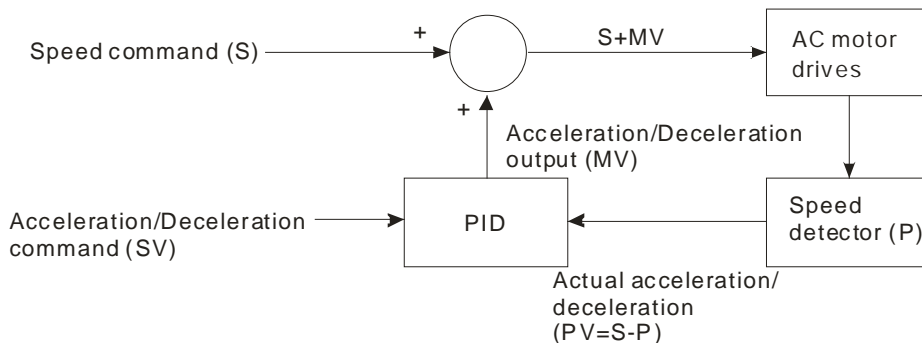 Speed command (S)
+
S+MV
AC motor
drives
+
Acceleration/Deceleration
output (MV)
Acceleration/Deceleration
command (SV)
PID
Speed
detector (P)
Actual acceleration/
deceleration
(PV=S-P)